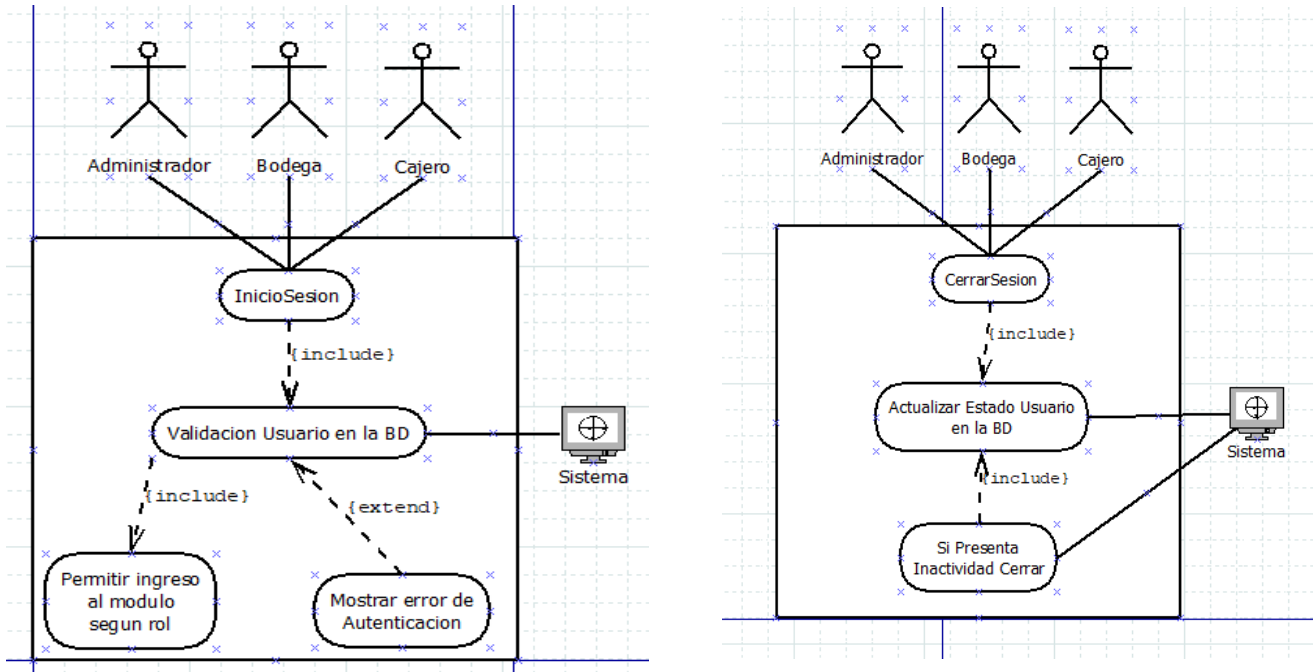 Administrador
Bodega
Cajero
InicioSesion
{include}
Validacion Usuario en la BD
Sistema
{include}
{extend}
Permitir ingreso
al modulo
segun rol
Mostrar error de
Autenticacion
Administrador
Bodega
Cajero
CerrarSesion
{include}
Actualizar Estado Usuario
en la BD
Sistema
{include}
Si Presenta
Inactividad Cerrar